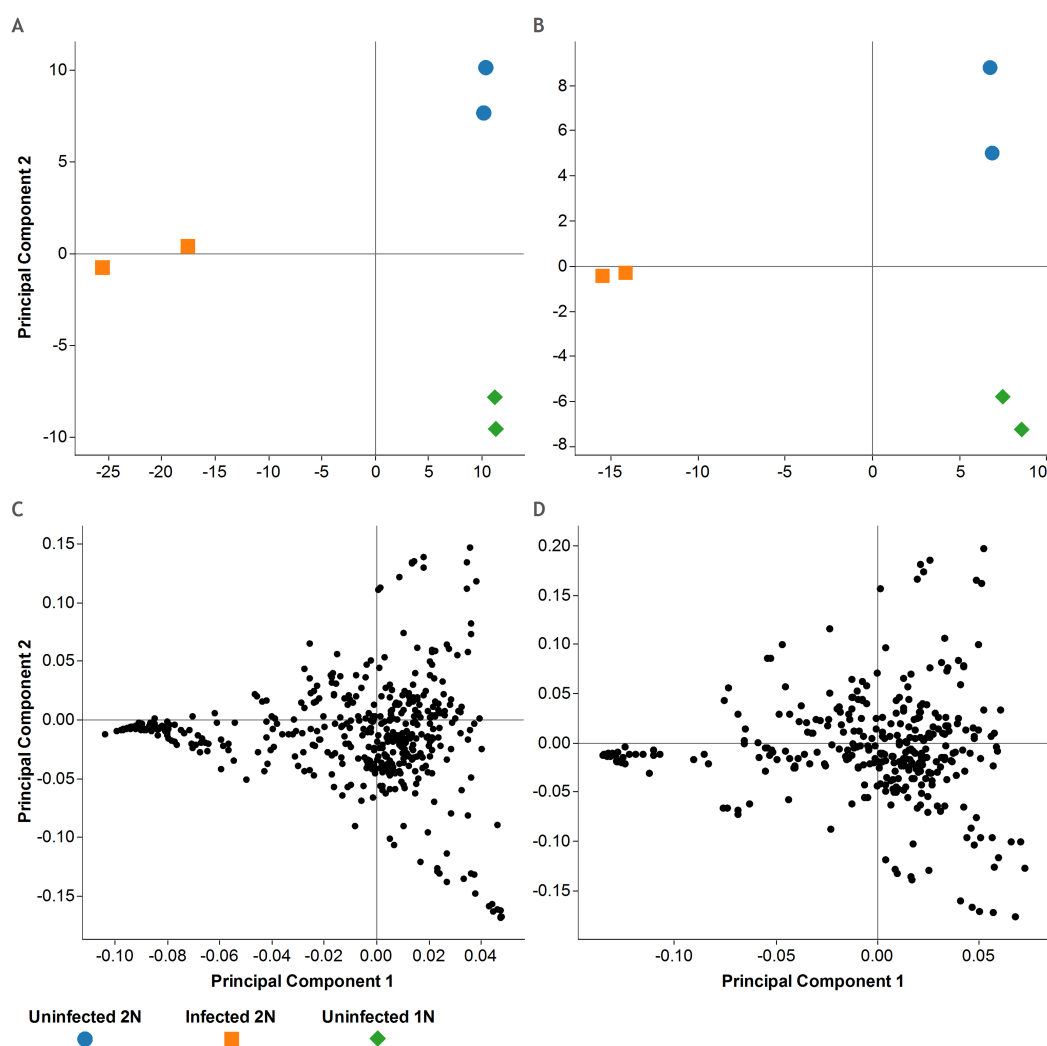 A
B
10
5
0
-5
-10
8
6
4
2
0
-2
-4
-6
-8
Principal Component 2
-25 -20 -15 -10 -5 0 5 10
-15 -10 -5 0 5 10
C
D
0.15
0.10
0.05
0.00
-0.05
-0.10
-0.15
0.20
0.15
0.10
0.05
0.00
-0.05
-0.10
-0.15
Principal Component 2
-0.10 -0.08 -0.06 -0.04 -0.02 0.00 0.02 0.04
-0.10 -0.05 0.00 0.05
Principal Component 1
Principal Component 1
Uninfected 2N Infected 2N Uninfected 1N